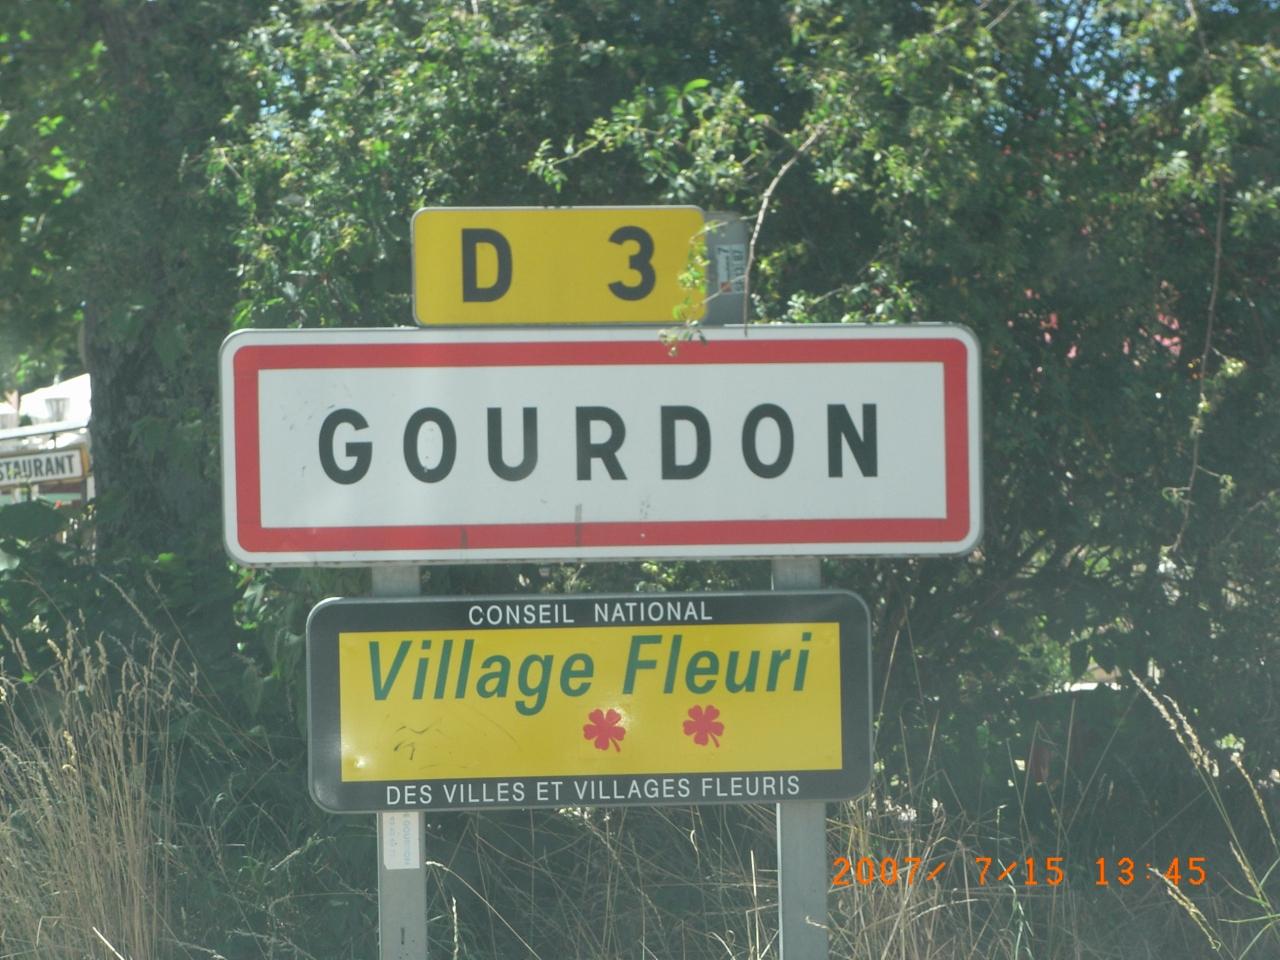 D 3
GOURDON
STAURANT
CONSEIL NATIONAL
Village Fleuri
DES VILLES ET VILLAGES FLEURIS
2007/ 7/15 13:45